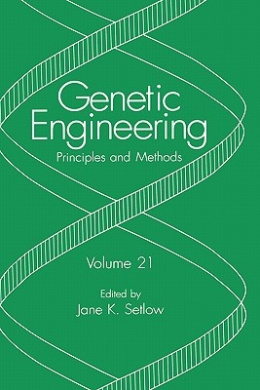 Genetic
Engineering
Principles and Methods
Volume 21
Edited by
Jane K. Setlow